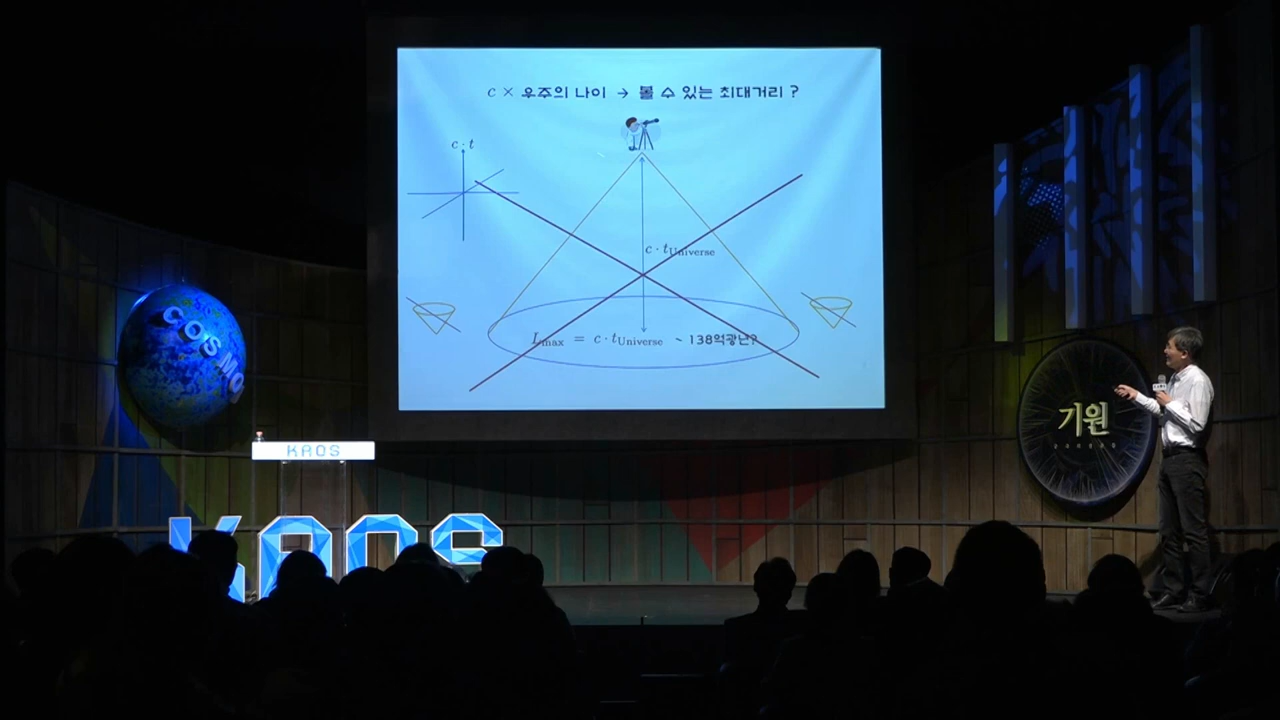 c × 우주의 나이 → 볼 수 있는 최대거리 ?
c · t
c · t_Universe
L_max = c · t_Universe ~ 138억광년?
COSMO
KAOS
KAOS
기원